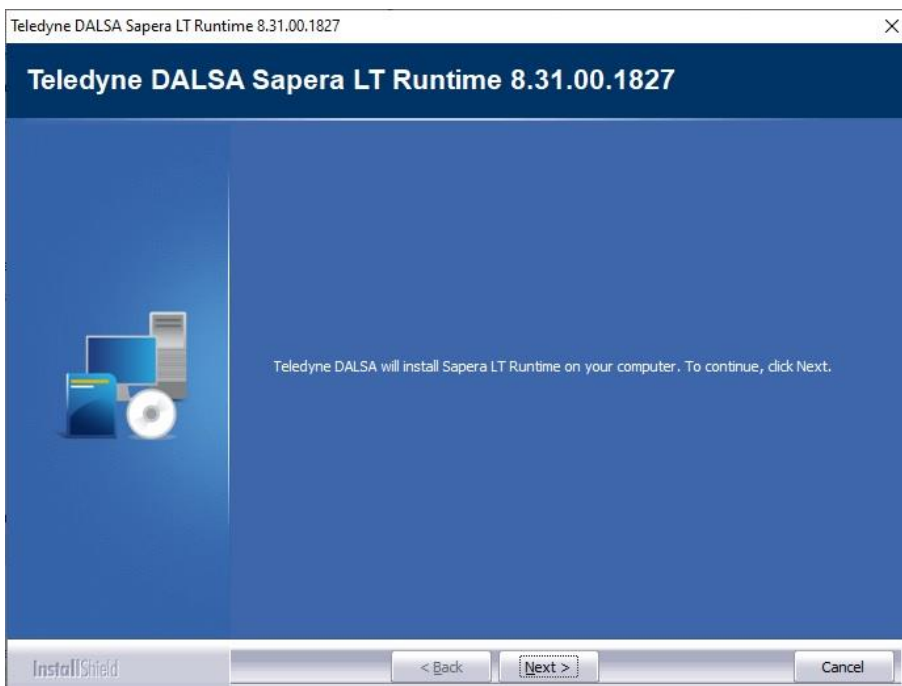 Teledyne DALSA Sapera LT Runtime 8.31.00.1827
Teledyne DALSA Sapera LT Runtime 8.31.00.1827
Teledyne DALSA will install Sapera LT Runtime on your computer. To continue, click Next.
InstallShield
< Back
Next >
Cancel